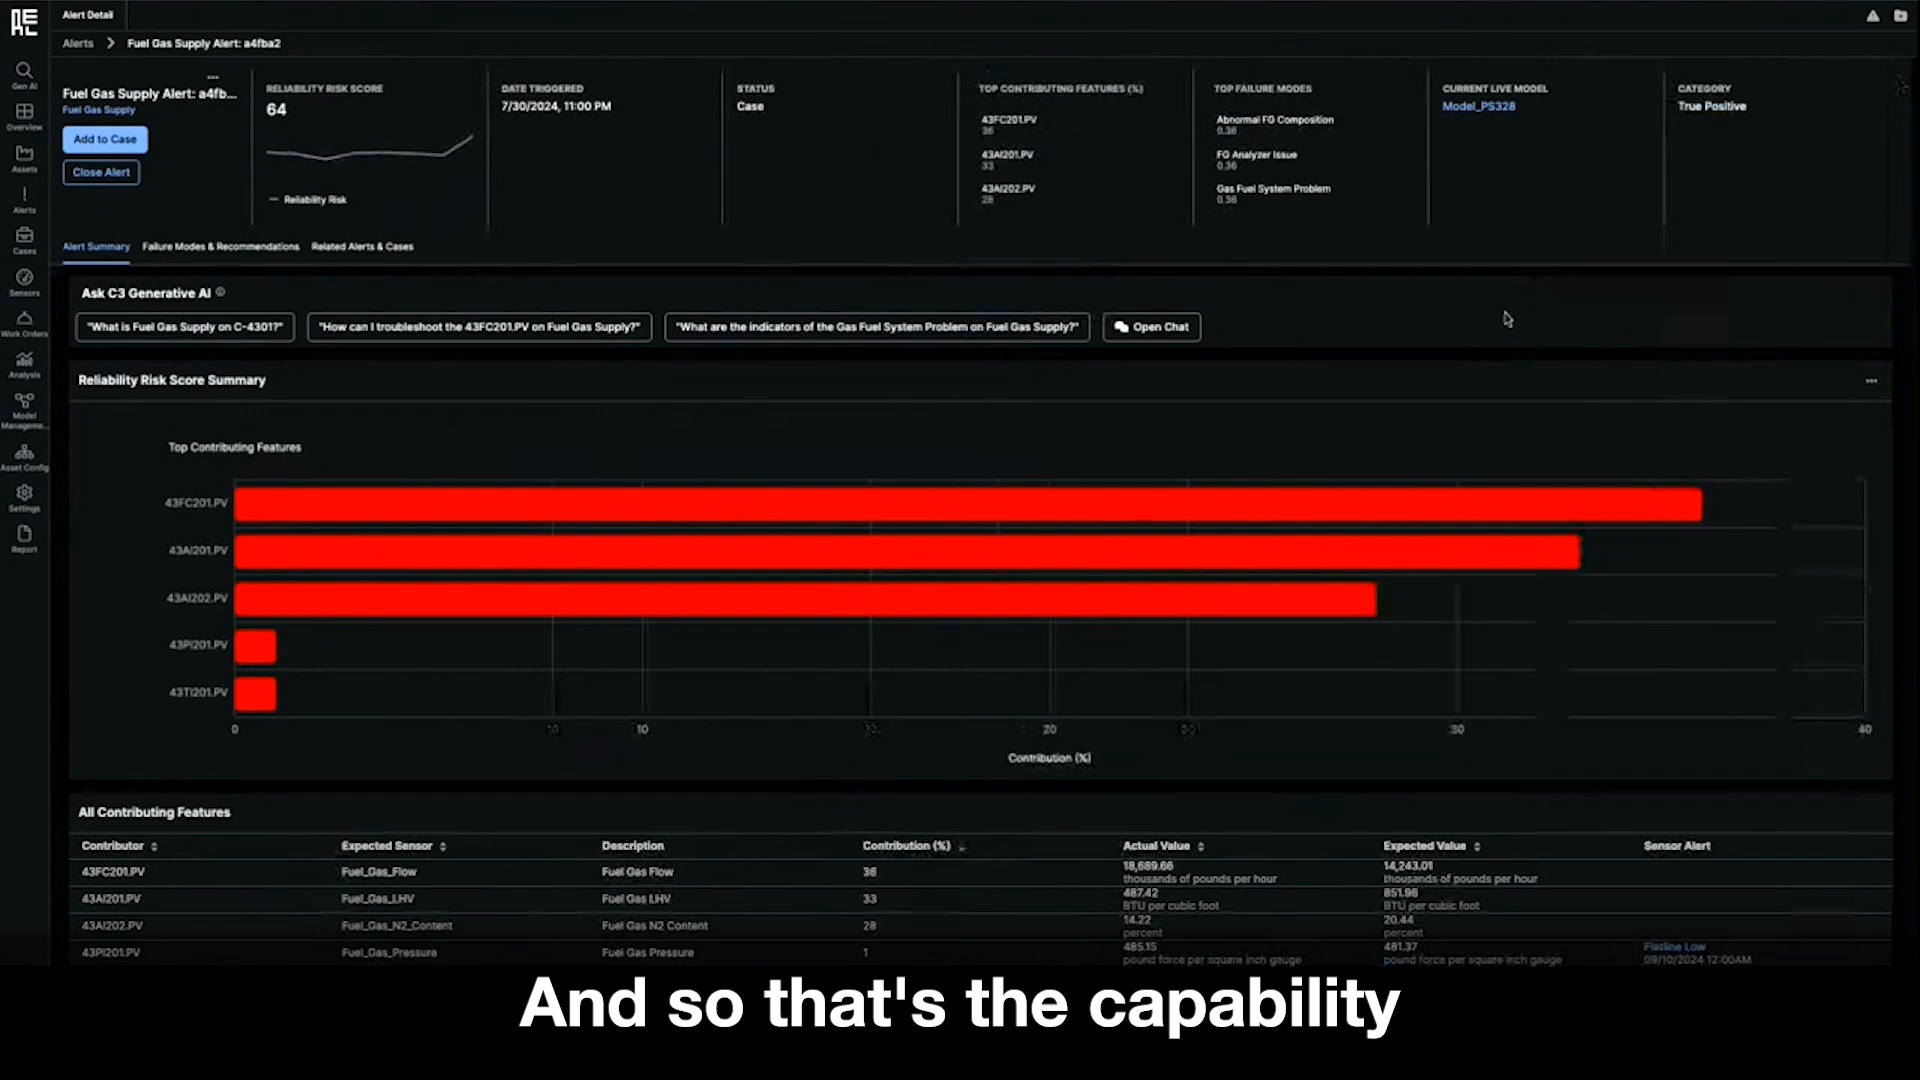 Alert Detail
Alerts > Fuel Gas Supply Alert: a4fba2
Fuel Gas Supply Alert: a4fb...
Fuel Gas Supply
Add to Case
Close Alert
RELIABILITY RISK SCORE
64
Reliability Risk
DATE TRIGGERED
7/30/2024, 11:00 PM
STATUS
Case
TOP CONTRIBUTING FEATURES (%)
43FC201.PV
36
43AI201.PV
33
43AI202.PV
28
TOP FAILURE MODES
Abnormal FG Composition
0.36
FG Analyzer Issue
0.36
Gas Fuel System Problem
0.36
CURRENT LIVE MODEL
Model_PS328
CATEGORY
True Positive
Gen AI
Overview
Assets
Alerts
Cases
Sensors
Work Orders
Analysis
Model
Manageme...
Asset Config
Settings
Report
Alert Summary Failure Modes & Recommendations Related Alerts & Cases
Ask C3 Generative AI
"What is Fuel Gas Supply on C-4301?" "How can I troubleshoot the 43FC201.PV on Fuel Gas Supply?" "What are the indicators of the Gas Fuel System Problem on Fuel Gas Supply?" Open Chat
Reliability Risk Score Summary
Top Contributing Features
43FC201.PV
43AI201.PV
43AI202.PV
43PI201.PV
43TI201.PV
0 10 20 30 40
Contribution (%)
All Contributing Features
Contributor Expected Sensor Description Contribution (%) Actual Value Expected Value Sensor Alert
43FC201.PV Fuel_Gas_Flow Fuel Gas Flow 36 18,689.66 14,243.01
thousands of pounds per hour thousands of pounds per hour
43AI201.PV Fuel_Gas_LHV Fuel Gas LHV 33 487.42 851.96
BTU per cubic foot BTU per cubic foot
43AI202.PV Fuel_Gas_N2_Content Fuel Gas N2 Content 28 14.22 20.44
percent percent
43PI201.PV Fuel_Gas_Pressure Fuel Gas Pressure 1 485.15 481.37 Flatline Low
pound force per square inch gauge pound force per square inch gauge 09/10/2024 12:00AM
And so that's the capability